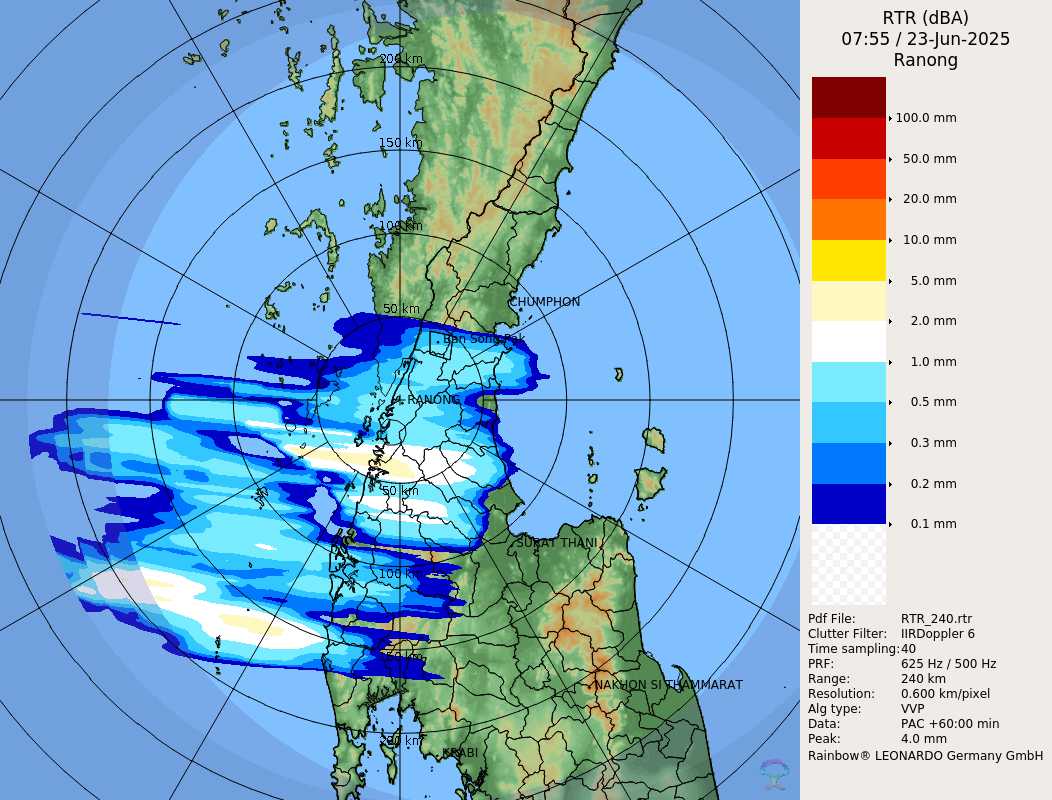 200 km
150 km
100 km
50 km
CHUMPHON
Ban Song Pak
RANONG
50 km
SURAT THANI
100 km
NAKHON SI THAMMARAT
200 km
KRABI
RTR (dBA)
07:55 / 23-Jun-2025
Ranong
100.0 mm
50.0 mm
20.0 mm
10.0 mm
5.0 mm
2.0 mm
1.0 mm
0.5 mm
0.3 mm
0.2 mm
0.1 mm
Pdf File: RTR_240.rtr
Clutter Filter: IIRDoppler 6
Time sampling: 40
PRF: 625 Hz / 500 Hz
Range: 240 km
Resolution: 0.600 km/pixel
Alg type: VVP
Data: PAC +60:00 min
Peak: 4.0 mm
Rainbow® LEONARDO Germany GmbH